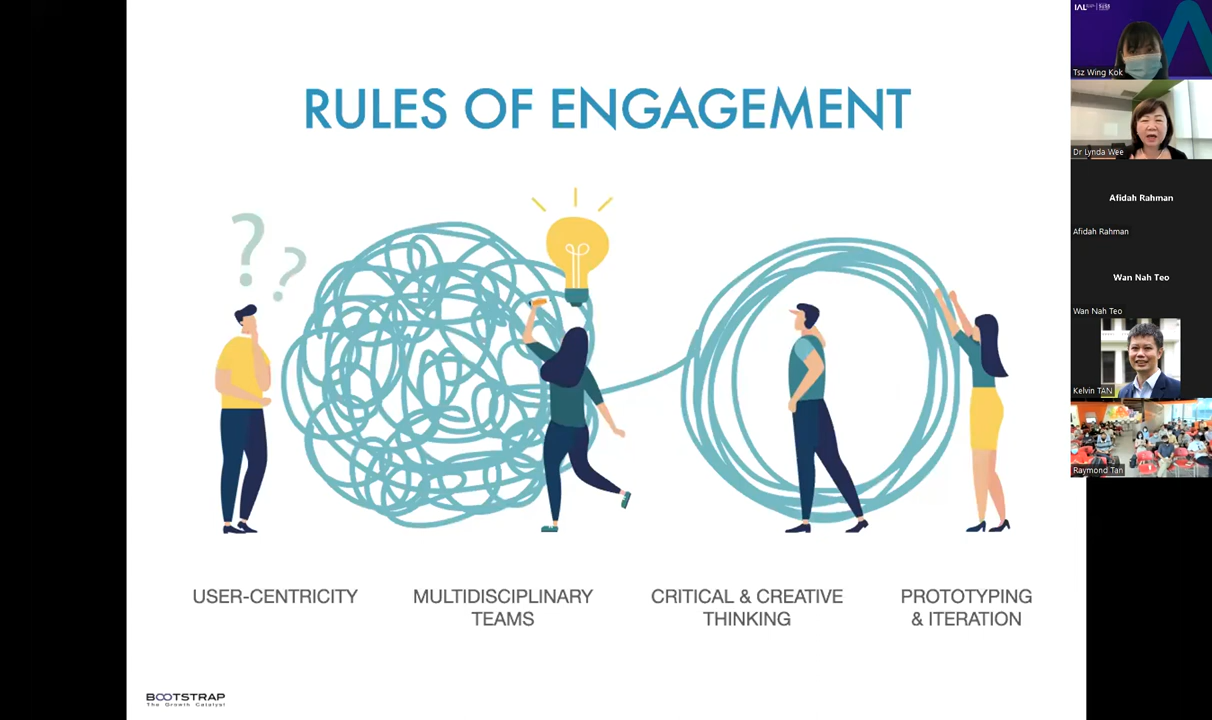 RULES OF ENGAGEMENT
? ?
USER-CENTRICITY
MULTIDISCIPLINARY
TEAMS
CRITICAL & CREATIVE
THINKING
PROTOTYPING
& ITERATION
BOOTSTRAP
The Growth Catalyst
IAL
Tsz Wing Kok
Dr Lynda Wee
Afidah Rahman
Afidah Rahman
Wan Nah Teo
Wan Nah Teo
Kelvin TAN
Raymond Tan